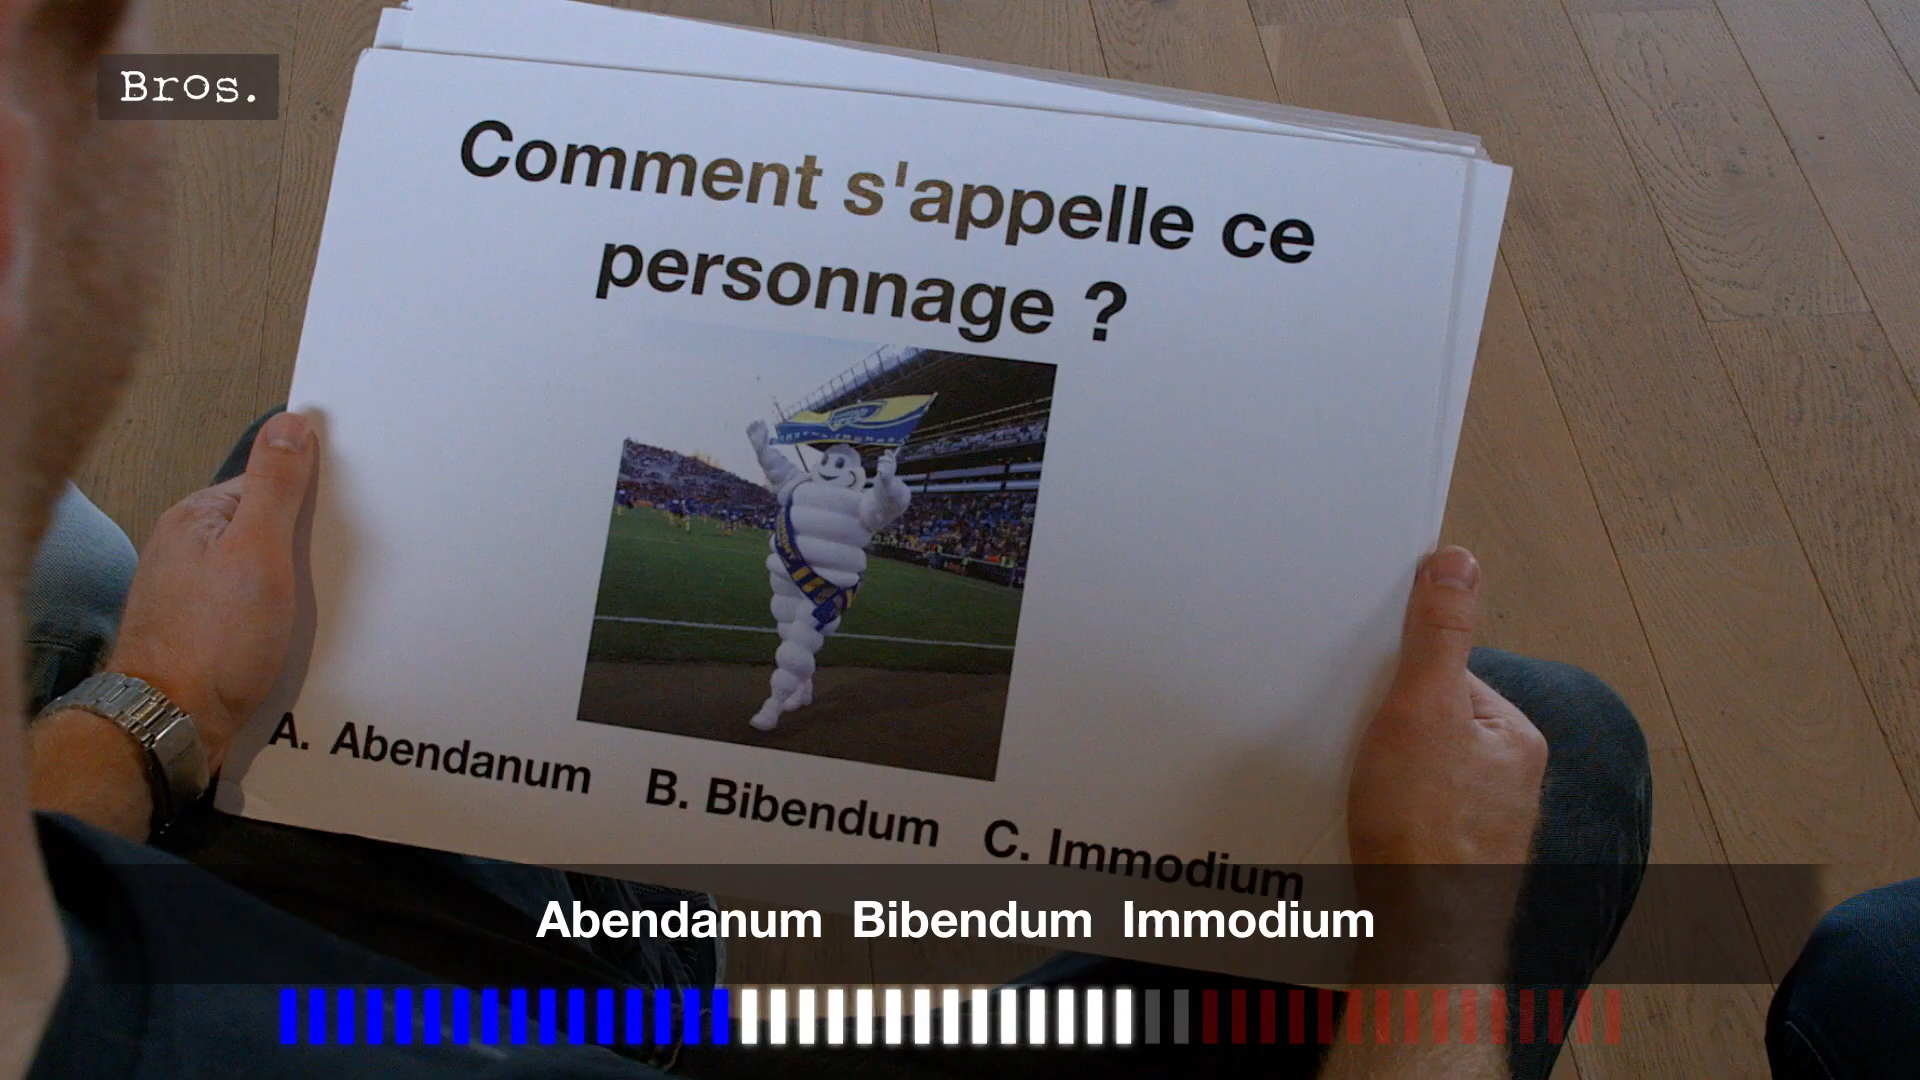 Bros.
Comment s'appelle ce
personnage ?
A. Abendanum B. Bibendum C. Immodium
Abendanum Bibendum Immodium